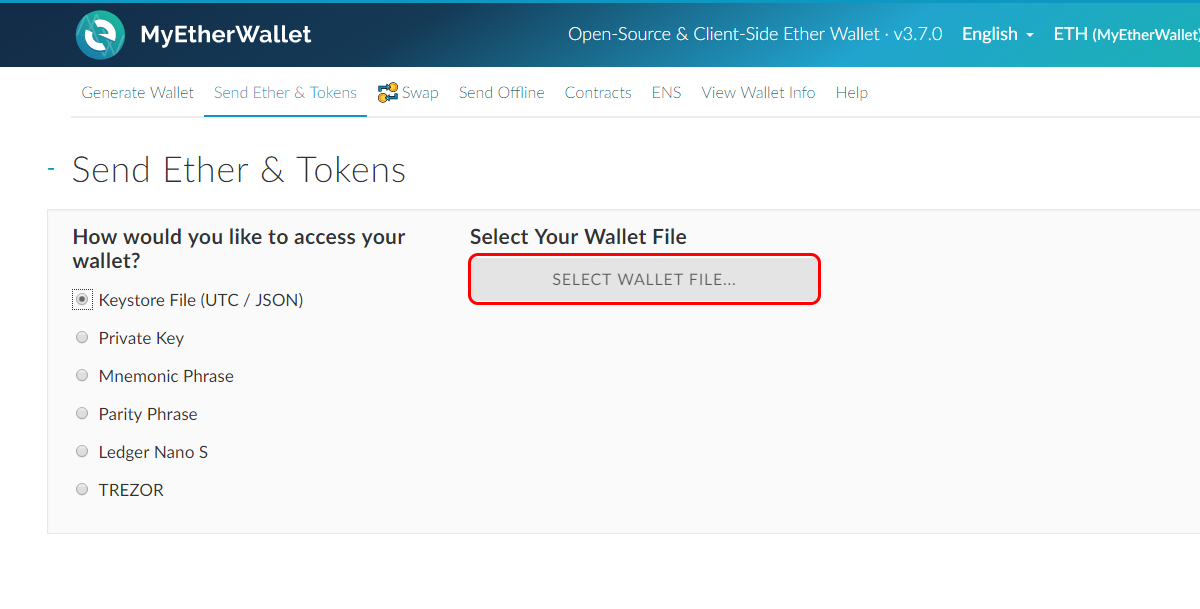 MyEtherWallet
Open-Source & Client-Side Ether Wallet · v3.7.0 English ETH (MyEtherWallet)
Generate Wallet Send Ether & Tokens Swap Send Offline Contracts ENS View Wallet Info Help
- Send Ether & Tokens
How would you like to access your
wallet?
Keystore File (UTC / JSON)
Private Key
Mnemonic Phrase
Parity Phrase
Ledger Nano S
TREZOR
Select Your Wallet File
SELECT WALLET FILE...